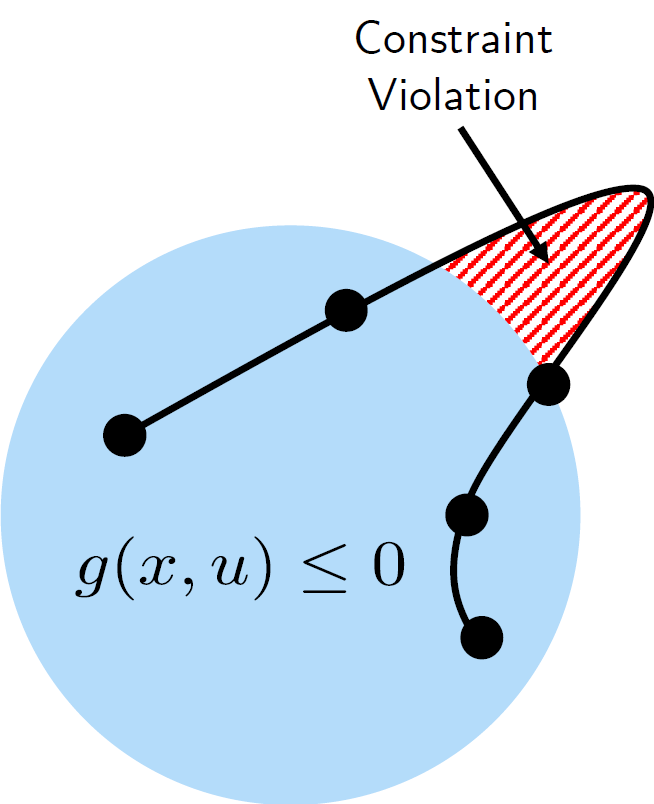 Constraint
Violation
g(x, u) ≤ 0